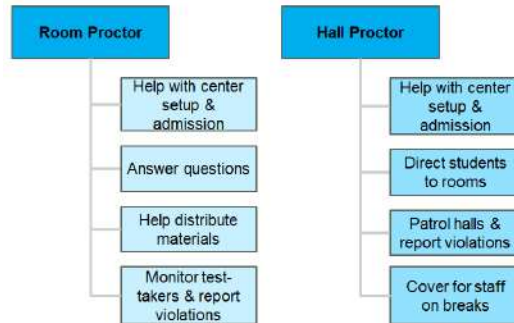 Room Proctor
Help with center
setup &
admission
Answer questions
Help distribute
materials
Monitor test-
takers & report
violations
Hall Proctor
Help with center
setup &
admission
Direct students
to rooms
Patrol halls &
report violations
Cover for staff
on breaks